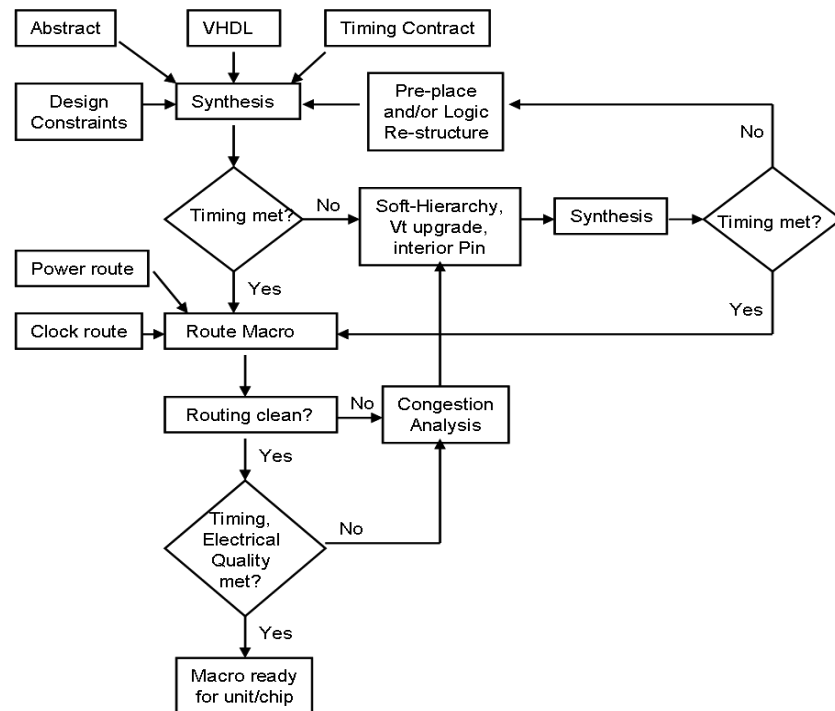 Abstract
VHDL
Timing Contract
Design
Constraints
Synthesis
Pre-place
and/or Logic
Re-structure
No
Timing met?
No
Soft-Hierarchy,
Vt upgrade,
interior Pin
Synthesis
Timing met?
Power route
Yes
Yes
Clock route
Route Macro
Routing clean?
No
Congestion
Analysis
Yes
Timing,
Electrical
Quality
met?
No
Yes
Macro ready
for unit/chip